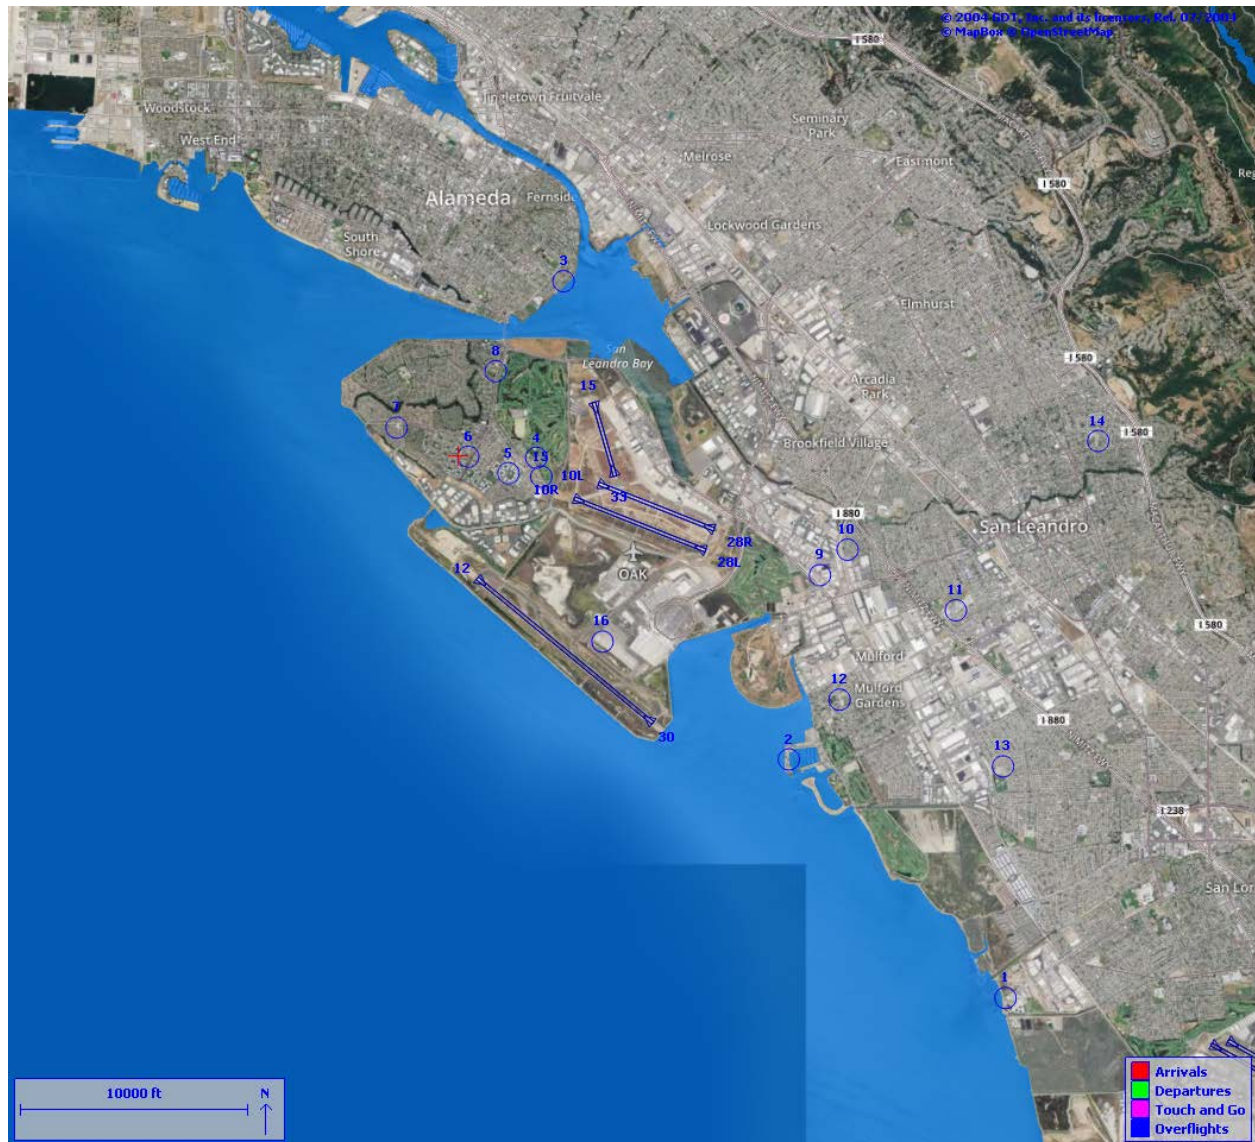 © 2004 GDT, Inc. and its licensors, Rel. 07/2004
© MapBox © OpenStreetMap
I 580
Woodstock
Jingletown Fruitvale
Seminary
Park
West End
Melrose
Eastmont
I 580
Alameda
Fernside
Lockwood Gardens
South
Shore
3
Elmhurst
San
Leandro Bay
8
I 580
15
Arcadia
Park
7
14
I 580
6
4
Brookfield Village
5
15
10L
10R
33
I 880
San Leandro
10
28R
28L
9
OAK
12
11
16
I 580
Mulford
12
Mulford
Gardens
I 880
30
2
13
I 238
San Lor
1
10000 ft
N
Arrivals
Departures
Touch and Go
Overflights